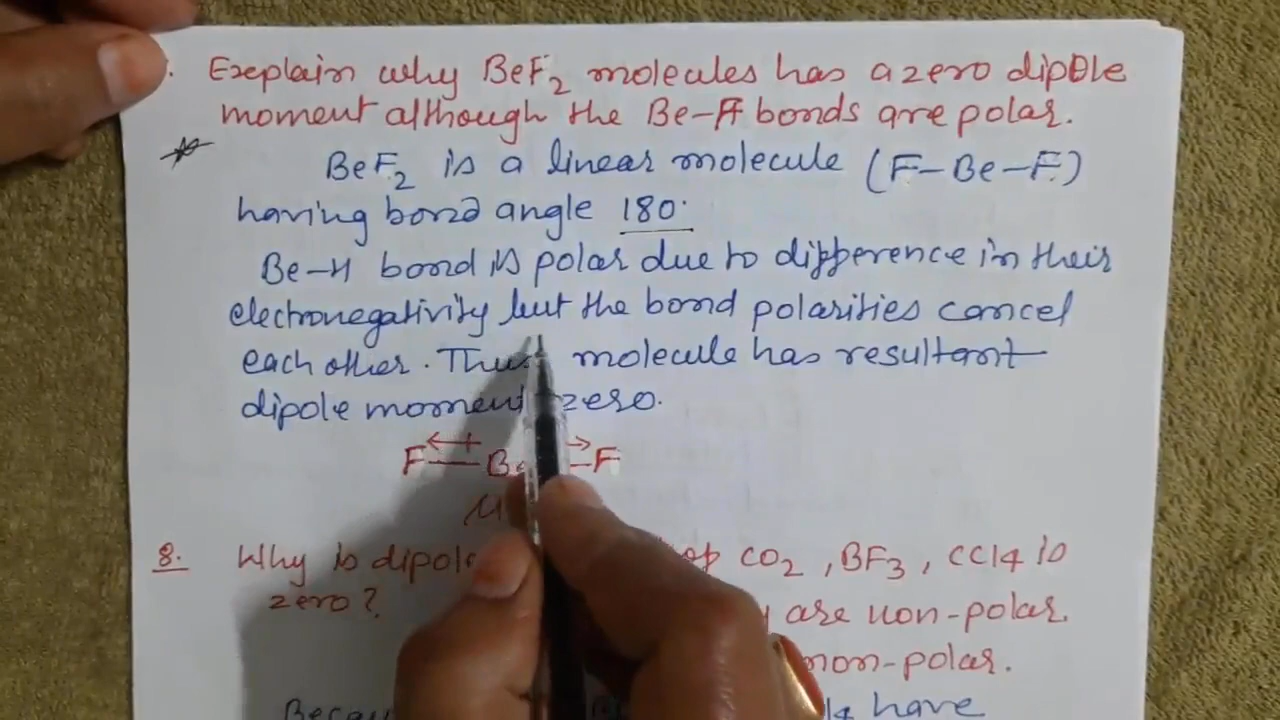 Explain why BeF2 molecules has a zero dipole
moment although the Be-F bonds are polar.
BeF2 is a linear molecule (F-Be-F)
having bond angle 180°
Be-H bond is polar due to difference in their
electronegativity but the bond polarities cancel
each other. Thus molecule has resultant
dipole moment zero.
F Be F
8. Why is dipole of CO2, BF3, CCl4 is
zero?
are non-polar.
non-polar.
have